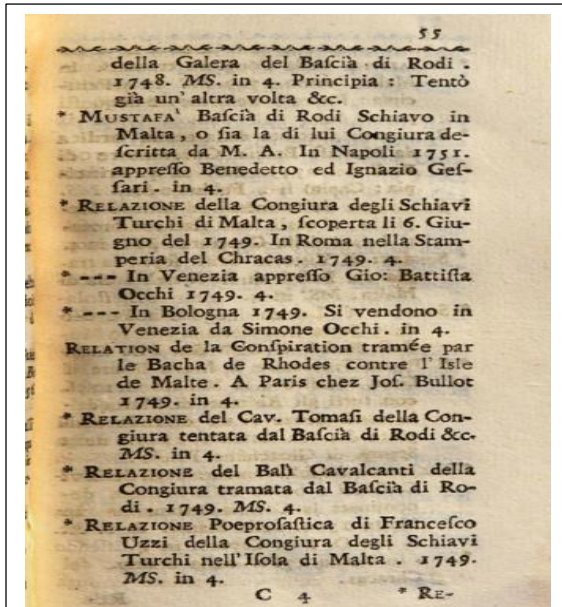 55
della Galera del Baſcià di Rodi .
1748. MS. in 4. Principia : Tentò
già un' altra volta &c.
* MUSTAFA' Baſcià di Rodi Schiavo in
Malta, o ſia la di lui Congiura de-
ſcritta da M. A. In Napoli 1751.
appreſſo Benedetto ed Ignazio Geſ-
ſari . in 4.
* RELAZIONE della Congiura degli Schiavi
Turchi di Malta , ſcoperta li 6. Giu-
gno del 1749. In Roma nella Stam-
peria del Chracas . 1749. 4.
* --- In Venezia appreſſo Gio: Battiſta
Occhi 1749. 4.
* --- In Bologna 1749. Si vendono in
Venezia da Simone Occhi . in 4.
RELATION de la Conſpiration tramée par
le Bacha de Rhodes contre l' Isle
de Malte . A Paris chez Joſ. Bullot
1749. in 4.
* RELAZIONE del Cav. Tomaſi della Con-
giura tentata dal Baſcià di Rodi &c.
MS. in 4.
* RELAZIONE del Balì Cavalcanti della
Congiura tramata dal Baſcià di Ro-
di . 1749. MS. 4.
* RELAZIONE Poeproſaſtica di Franceſco
Uzzi della Congiura degli Schiavi
Turchi nell' Iſola di Malta . 1749.
MS. in 4.
C 4 * RE-